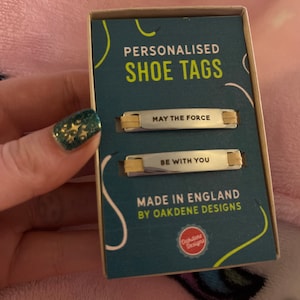 PERSONALISED
SHOE TAGS
MAY THE FORCE
BE WITH YOU
MADE IN ENGLAND
BY OAKDENE DESIGNS
Oakdene
Designs